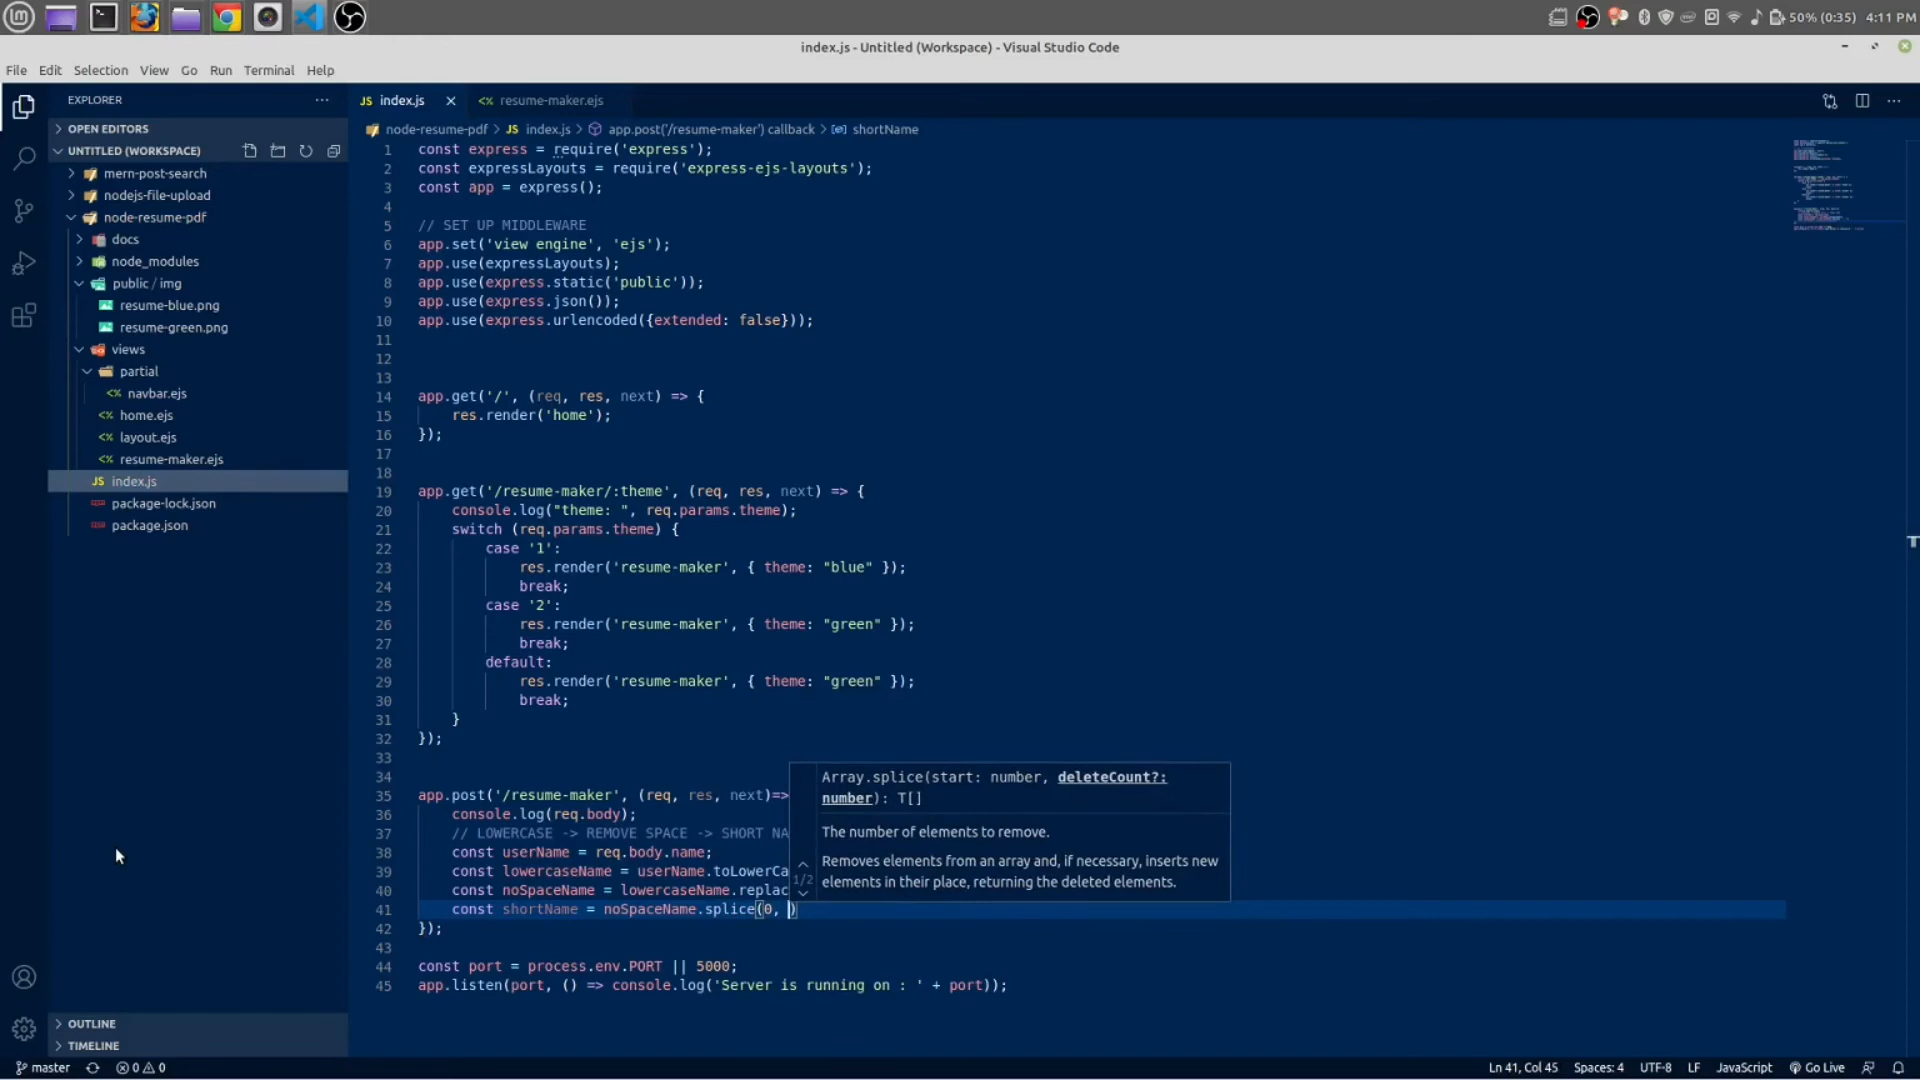 50% (0:35) 4:11 PM
index.js - Untitled (Workspace) - Visual Studio Code
File Edit Selection View Go Run Terminal Help
EXPLORER
OPEN EDITORS
UNTITLED (WORKSPACE)
mern-post-search
nodejs-file-upload
node-resume-pdf
docs
node_modules
public / img
resume-blue.png
resume-green.png
views
partial
navbar.ejs
home.ejs
layout.ejs
resume-maker.ejs
JS index.js
package-lock.json
package.json
OUTLINE
TIMELINE
JS index.js <% resume-maker.ejs
node-resume-pdf > JS index.js > app.post('/resume-maker') callback > shortName
1 const express = require('express');
2 const expressLayouts = require('express-ejs-layouts');
3 const app = express();
4
5 // SET UP MIDDLEWARE
6 app.set('view engine', 'ejs');
7 app.use(expressLayouts);
8 app.use(express.static('public'));
9 app.use(express.json());
10 app.use(express.urlencoded({extended: false}));
11
12
13
14 app.get('/', (req, res, next) => {
15 res.render('home');
16 });
17
18
19 app.get('/resume-maker/:theme', (req, res, next) => {
20 console.log("theme: ", req.params.theme);
21 switch (req.params.theme) {
22 case '1':
23 res.render('resume-maker', { theme: "blue" });
24 break;
25 case '2':
26 res.render('resume-maker', { theme: "green" });
27 break;
28 default:
29 res.render('resume-maker', { theme: "green" });
30 break;
31 }
32 });
33
34
35 app.post('/resume-maker', (req, res, next)=>
36 console.log(req.body);
37 // LOWERCASE -> REMOVE SPACE -> SHORT NA
38 const userName = req.body.name;
39 const lowercaseName = userName.toLowerCa
40 const noSpaceName = lowercaseName.replac
41 const shortName = noSpaceName.splice(0, )
42 });
43
44 const port = process.env.PORT || 5000;
45 app.listen(port, () => console.log('Server is running on : ' + port));
Array.splice(start: number, deleteCount?:
number): T[]
The number of elements to remove.
1/2
Removes elements from an array and, if necessary, inserts new
elements in their place, returning the deleted elements.
master 0 0 Ln 41, Col 45 Spaces: 4 UTF-8 LF JavaScript Go Live